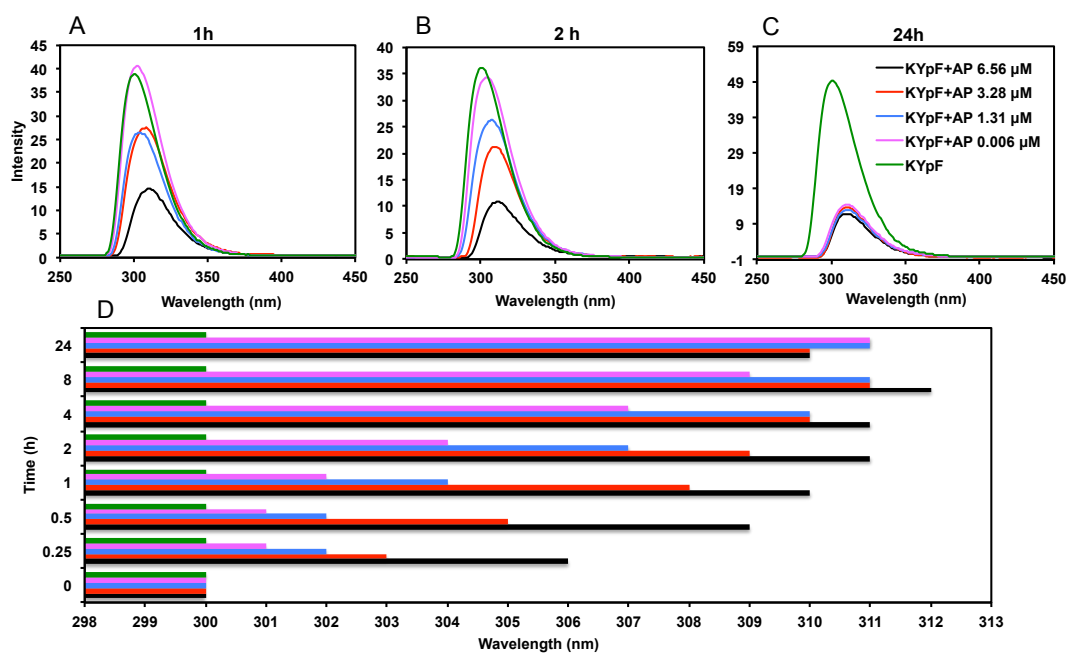 A
1h
45
40
35
30
25
20
15
10
5
0
Intensity
250 300 350 400 450
Wavelength (nm)
B
2 h
40
35
30
25
20
15
10
5
0
250 300 350 400 450
Wavelength (nm)
C
24h
59
49
39
29
19
9
-1
KYpF+AP 6.56 µM
KYpF+AP 3.28 µM
KYpF+AP 1.31 µM
KYpF+AP 0.006 µM
KYpF
250 300 350 400 450
Wavelength (nm)
D
Time (h)
24
8
4
2
1
0.5
0.25
0
298 299 300 301 302 303 304 305 306 307 308 309 310 311 312 313
Wavelength (nm)